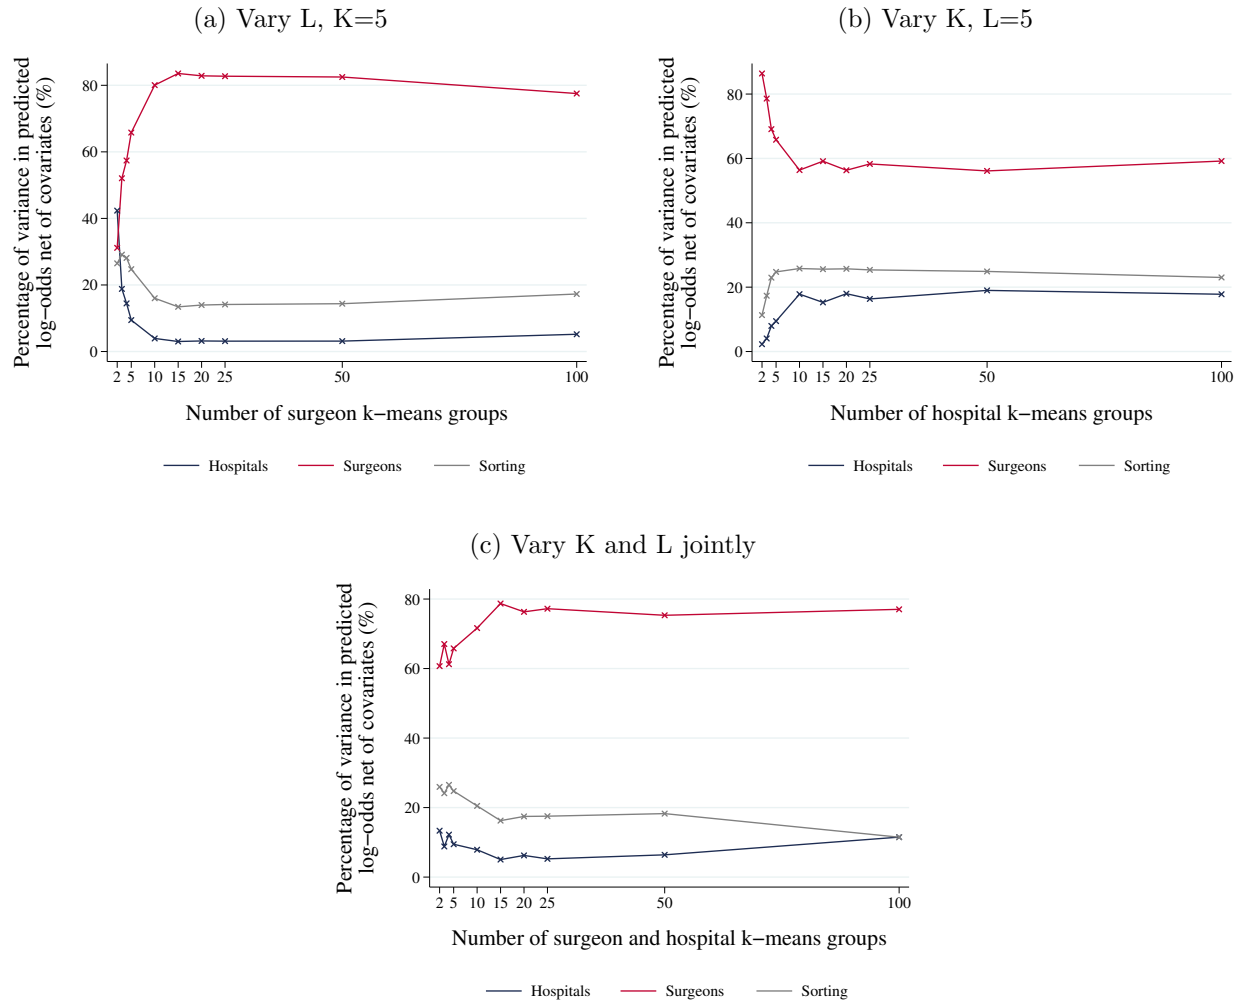 (a) Vary L, K=5
Percentage of variance in predicted
log−odds net of covariates (%)
80
60
40
20
0
2 5 10 15 20 25 50 100
Number of surgeon k−means groups
Hospitals Surgeons Sorting
(b) Vary K, L=5
Percentage of variance in predicted
log−odds net of covariates (%)
80
60
40
20
0
2 5 10 15 20 25 50 100
Number of hospital k−means groups
Hospitals Surgeons Sorting
(c) Vary K and L jointly
Percentage of variance in predicted
log−odds net of covariates (%)
80
60
40
20
0
2 5 10 15 20 25 50 100
Number of surgeon and hospital k−means groups
Hospitals Surgeons Sorting